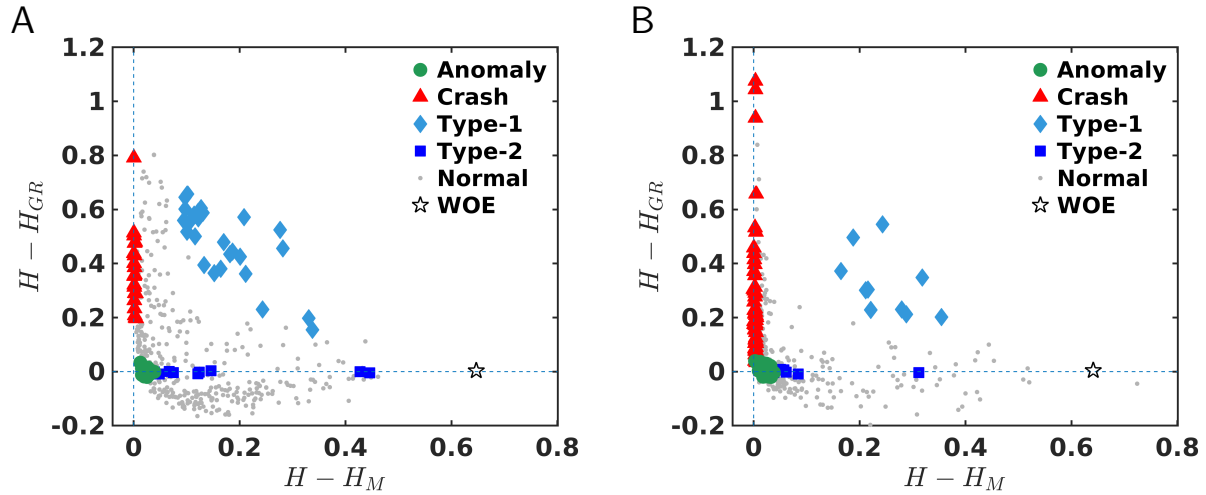 A
1.2
1
0.8
0.6
0.4
0.2
0
-0.2
H − H_GR
0 0.2 0.4 0.6 0.8
H − H_M
Anomaly
Crash
Type-1
Type-2
Normal
WOE
B
1.2
1
0.8
0.6
0.4
0.2
0
-0.2
H − H_GR
0 0.2 0.4 0.6 0.8
H − H_M
Anomaly
Crash
Type-1
Type-2
Normal
WOE